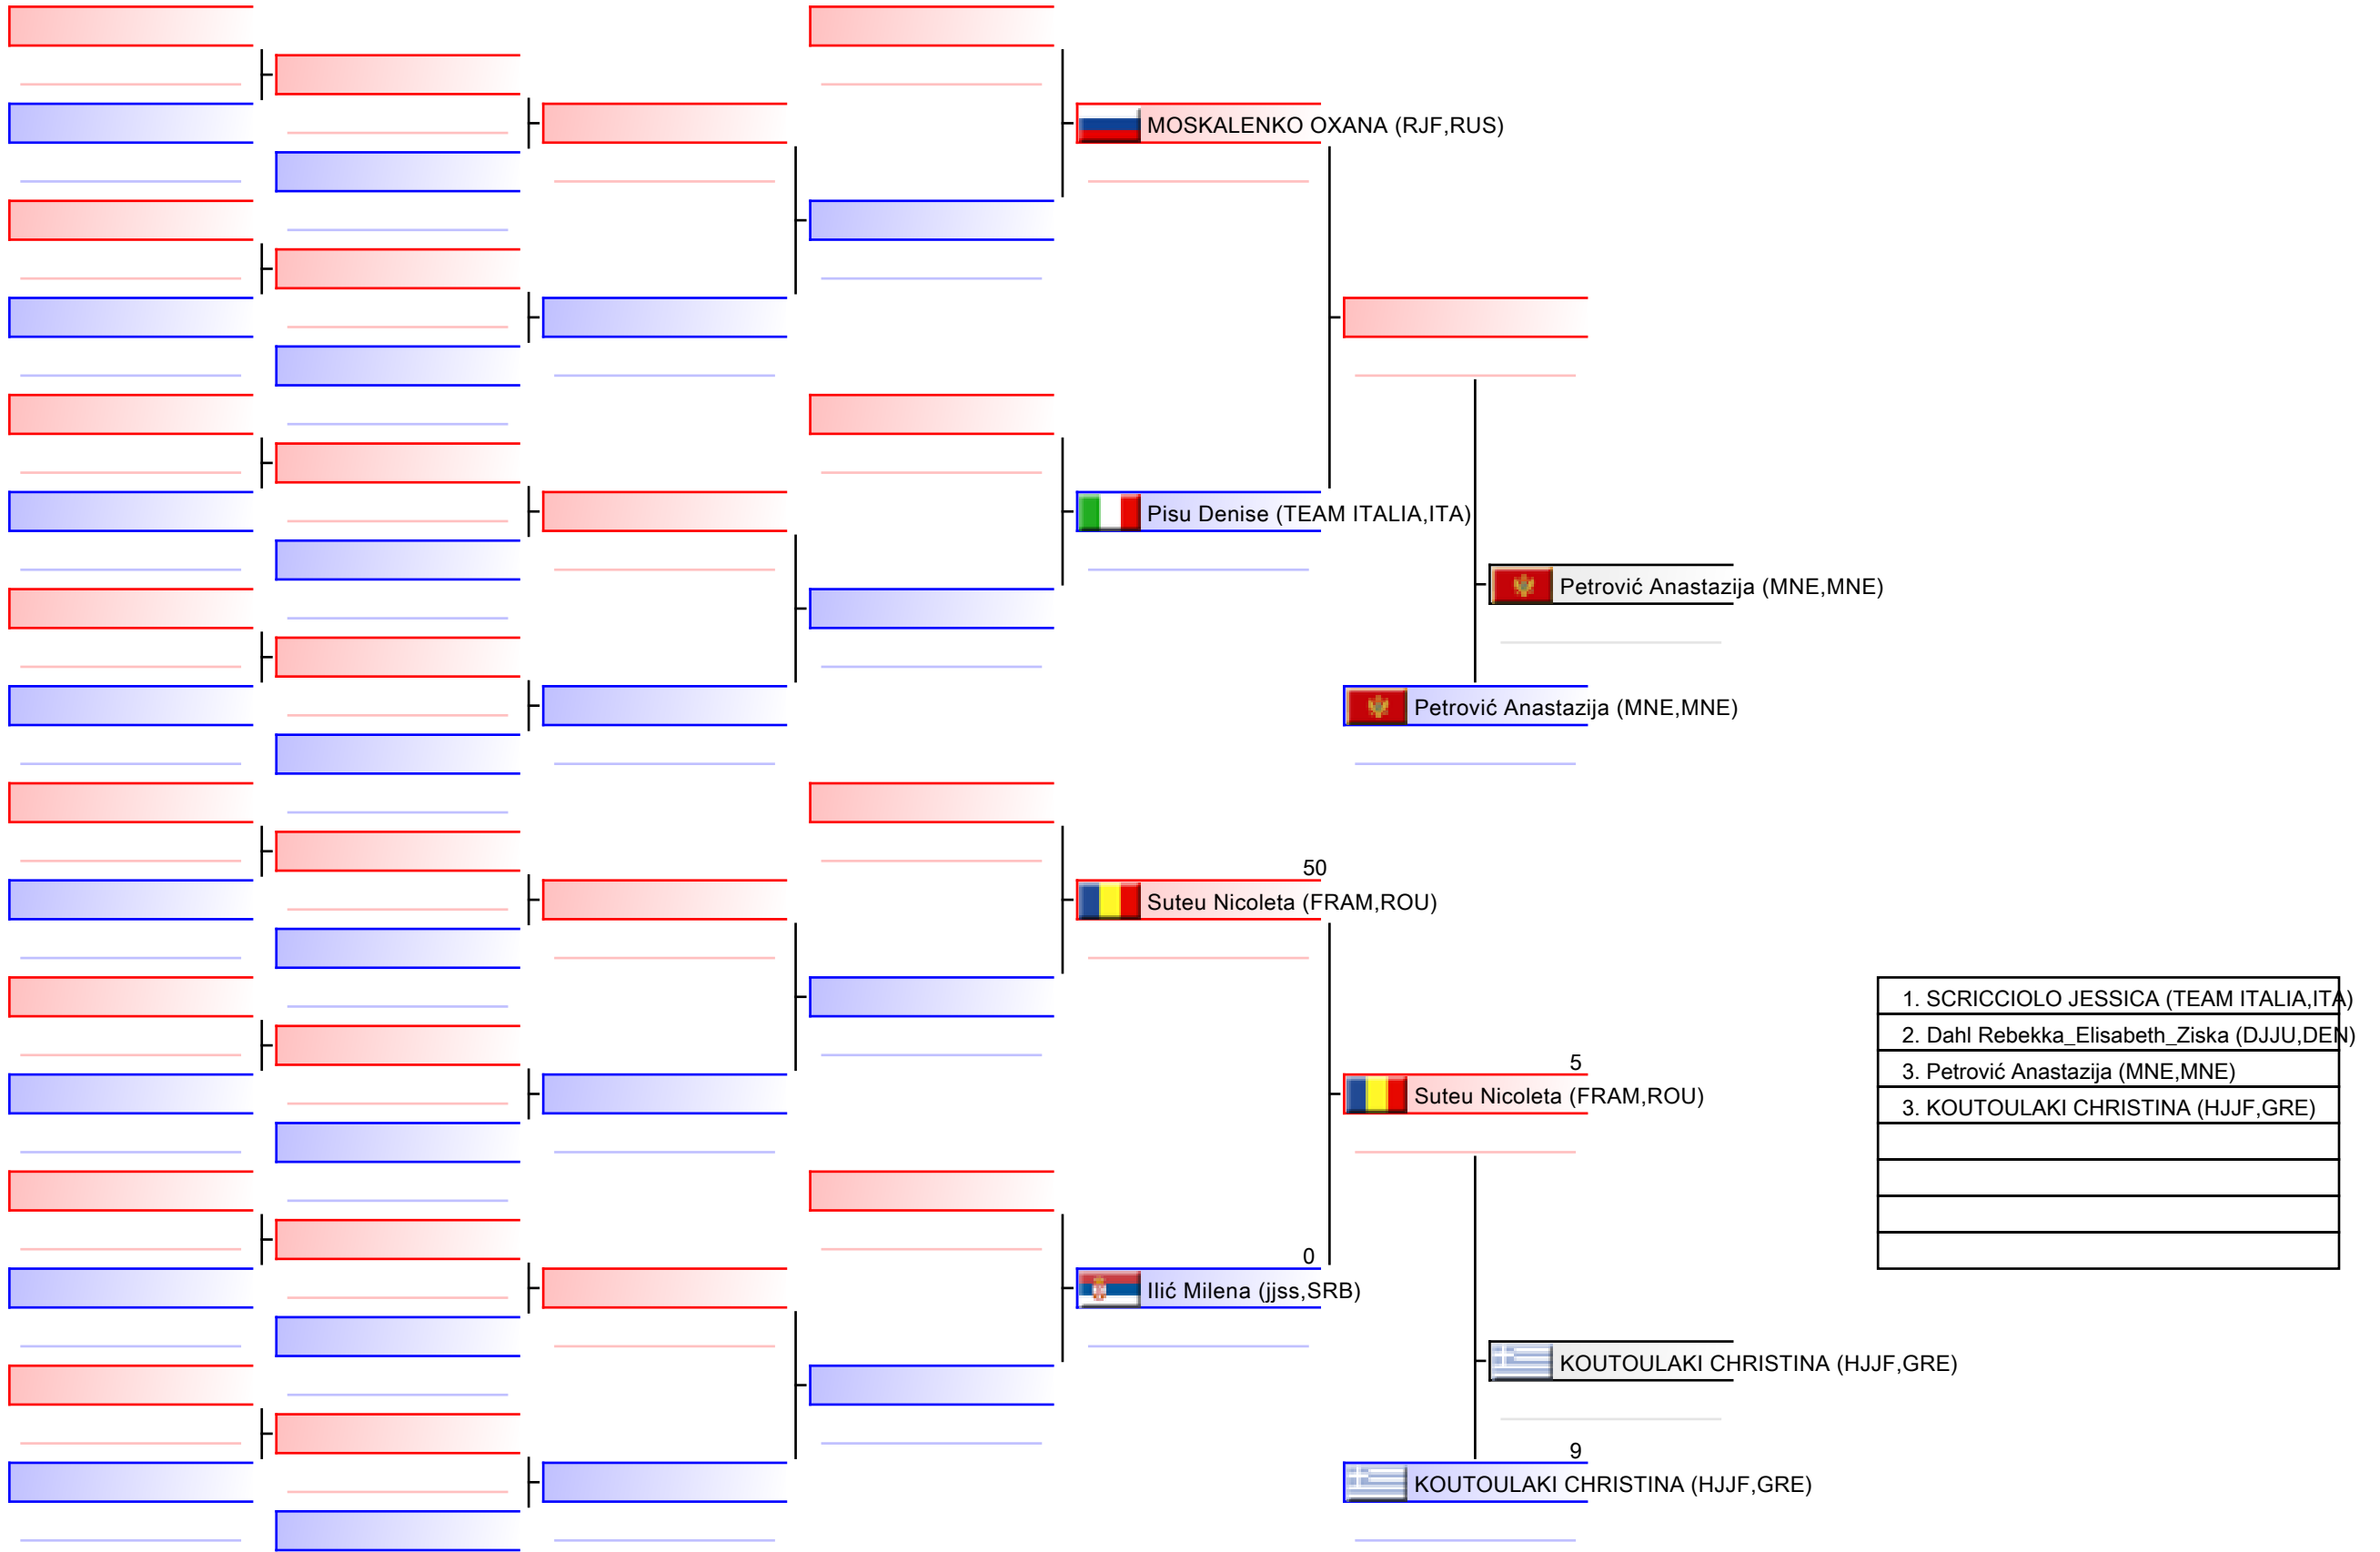 MOSKALENKO OXANA (RJF,RUS)
Pisu Denise (TEAM ITALIA,ITA)
Petrović Anastazija (MNE,MNE)
Petrović Anastazija (MNE,MNE)
50
Suteu Nicoleta (FRAM,ROU)
5
Suteu Nicoleta (FRAM,ROU)
0
Ilić Milena (jjss,SRB)
KOUTOULAKI CHRISTINA (HJJF,GRE)
9
KOUTOULAKI CHRISTINA (HJJF,GRE)
1. SCRICCIOLO JESSICA (TEAM ITALIA,ITA)
2. Dahl Rebekka_Elisabeth_Ziska (DJJU,DEN)
3. Petrović Anastazija (MNE,MNE)
3. KOUTOULAKI CHRISTINA (HJJF,GRE)